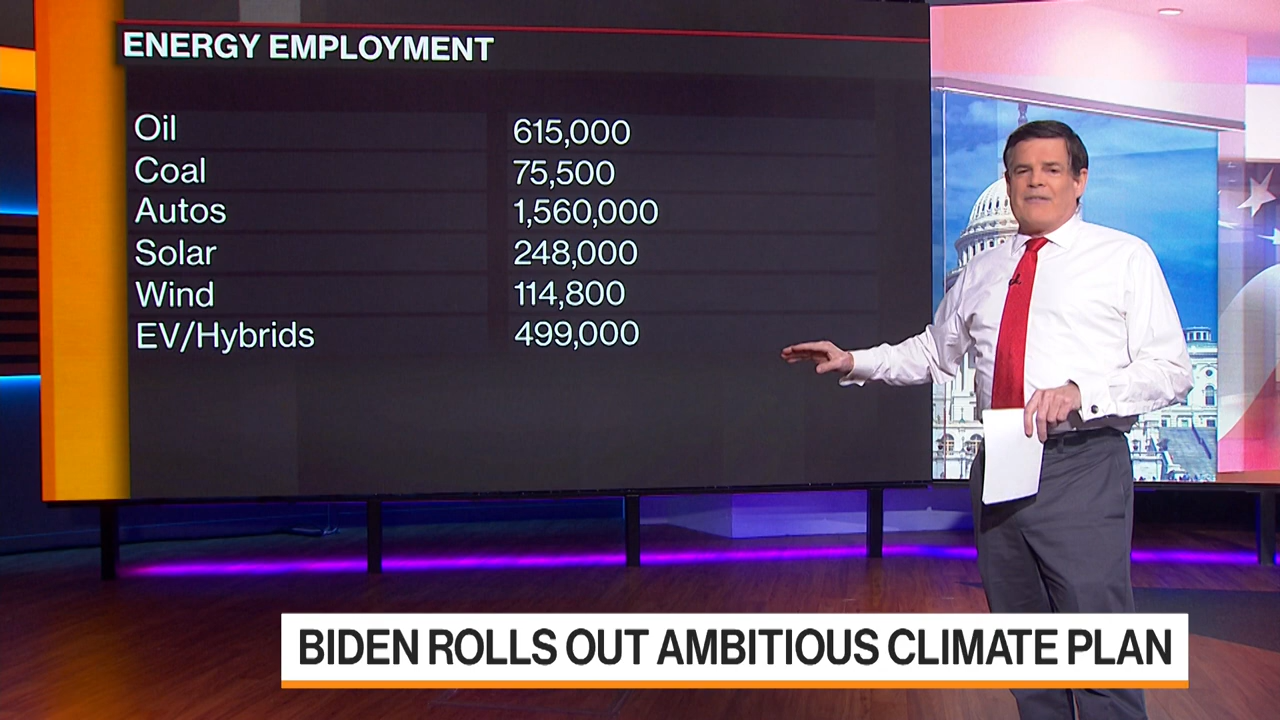 ENERGY EMPLOYMENT
Oil 615,000
Coal 75,500
Autos 1,560,000
Solar 248,000
Wind 114,800
EV/Hybrids 499,000
BIDEN ROLLS OUT AMBITIOUS CLIMATE PLAN